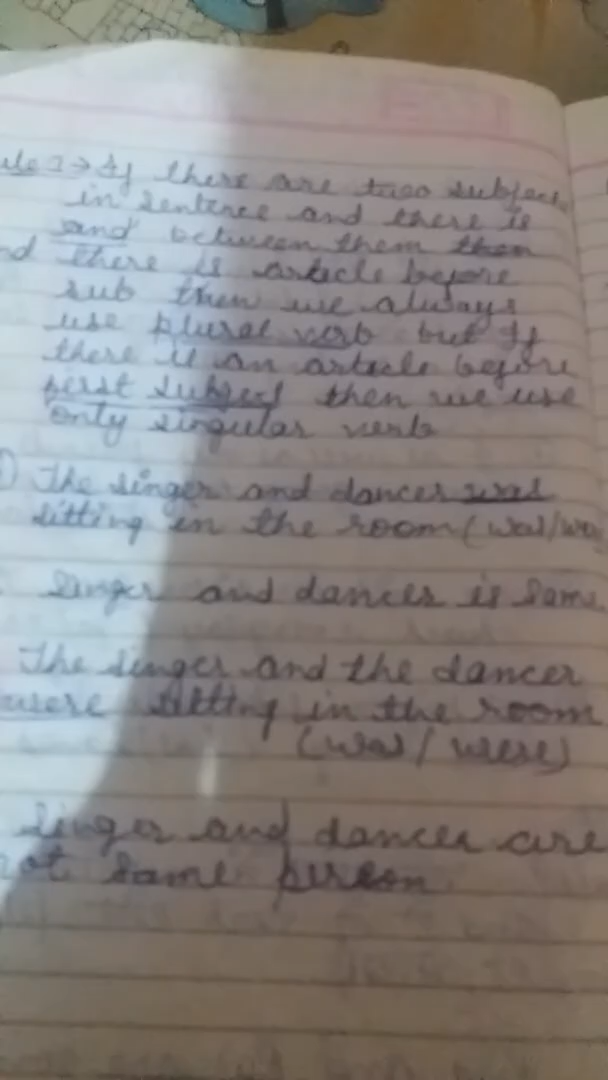 If there are two subject
in sentence and there is
and between them then
there is article before
sub then we always
use plural verb but if
there is an article before
first subject then we use
only singular verb
The singer and dancer was
sitting in the room (was/
singer and dancer is same
The singer and the dancer
were sitting in the room
(was/were)
singer and dancer are
not same person